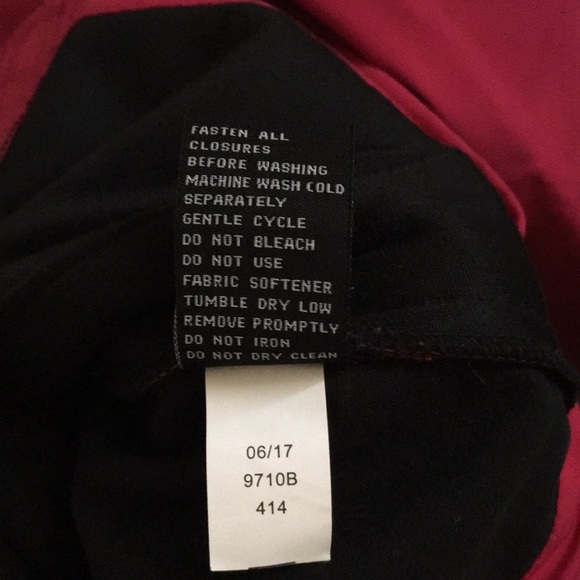 FASTEN ALL
CLOSURES
BEFORE WASHING
MACHINE WASH COLD
SEPARATELY
GENTLE CYCLE
DO NOT BLEACH
DO NOT USE
FABRIC SOFTENER
TUMBLE DRY LOW
REMOVE PROMPTLY
DO NOT IRON
DO NOT DRY CLEAN
06/17
9710B
414